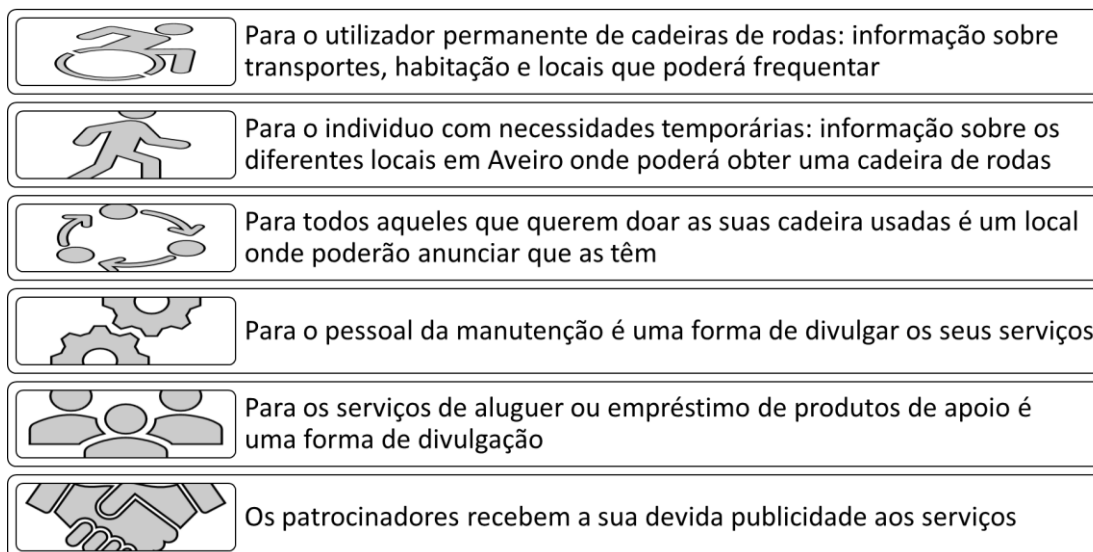 Para o utilizador permanente de cadeiras de rodas: informação sobre
transportes, habitação e locais que poderá frequentar
Para o individuo com necessidades temporárias: informação sobre os
diferentes locais em Aveiro onde poderá obter uma cadeira de rodas
Para todos aqueles que querem doar as suas cadeira usadas é um local
onde poderão anunciar que as têm
Para o pessoal da manutenção é uma forma de divulgar os seus serviços
Para os serviços de aluguer ou empréstimo de produtos de apoio é
uma forma de divulgação
Os patrocinadores recebem a sua devida publicidade aos serviços